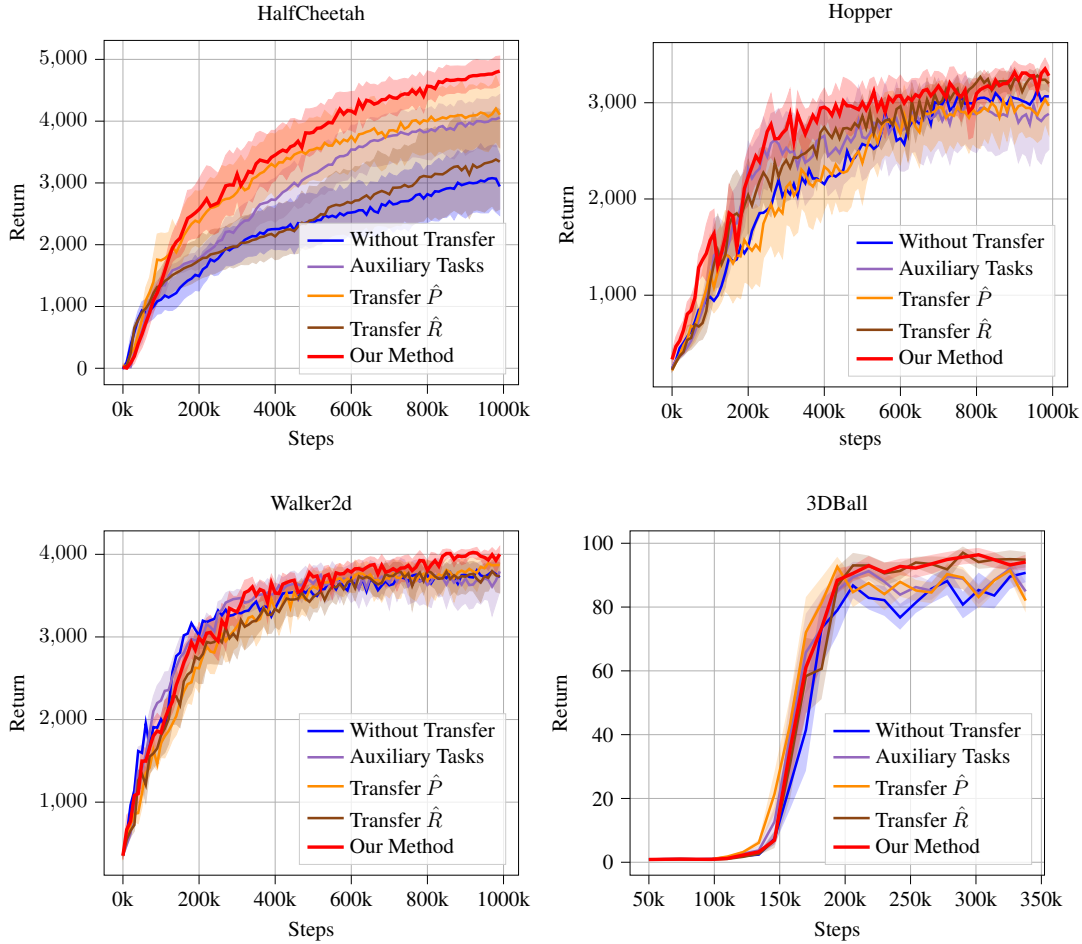 HalfCheetah
5,000
4,000
3,000
2,000
1,000
0
Return
0k 200k 400k 600k 800k 1000k
Steps
Without Transfer
Auxiliary Tasks
Transfer P̂
Transfer R̂
Our Method
Hopper
3,000
2,000
1,000
Return
0k 200k 400k 600k 800k 1000k
steps
Without Transfer
Auxiliary Tasks
Transfer P̂
Transfer R̂
Our Method
Walker2d
4,000
3,000
2,000
1,000
Return
0k 200k 400k 600k 800k 1000k
Steps
Without Transfer
Auxiliary Tasks
Transfer P̂
Transfer R̂
Our Method
3DBall
100
80
60
40
20
0
Return
50k 100k 150k 200k 250k 300k 350k
Steps
Without Transfer
Auxiliary Tasks
Transfer P̂
Transfer R̂
Our Method